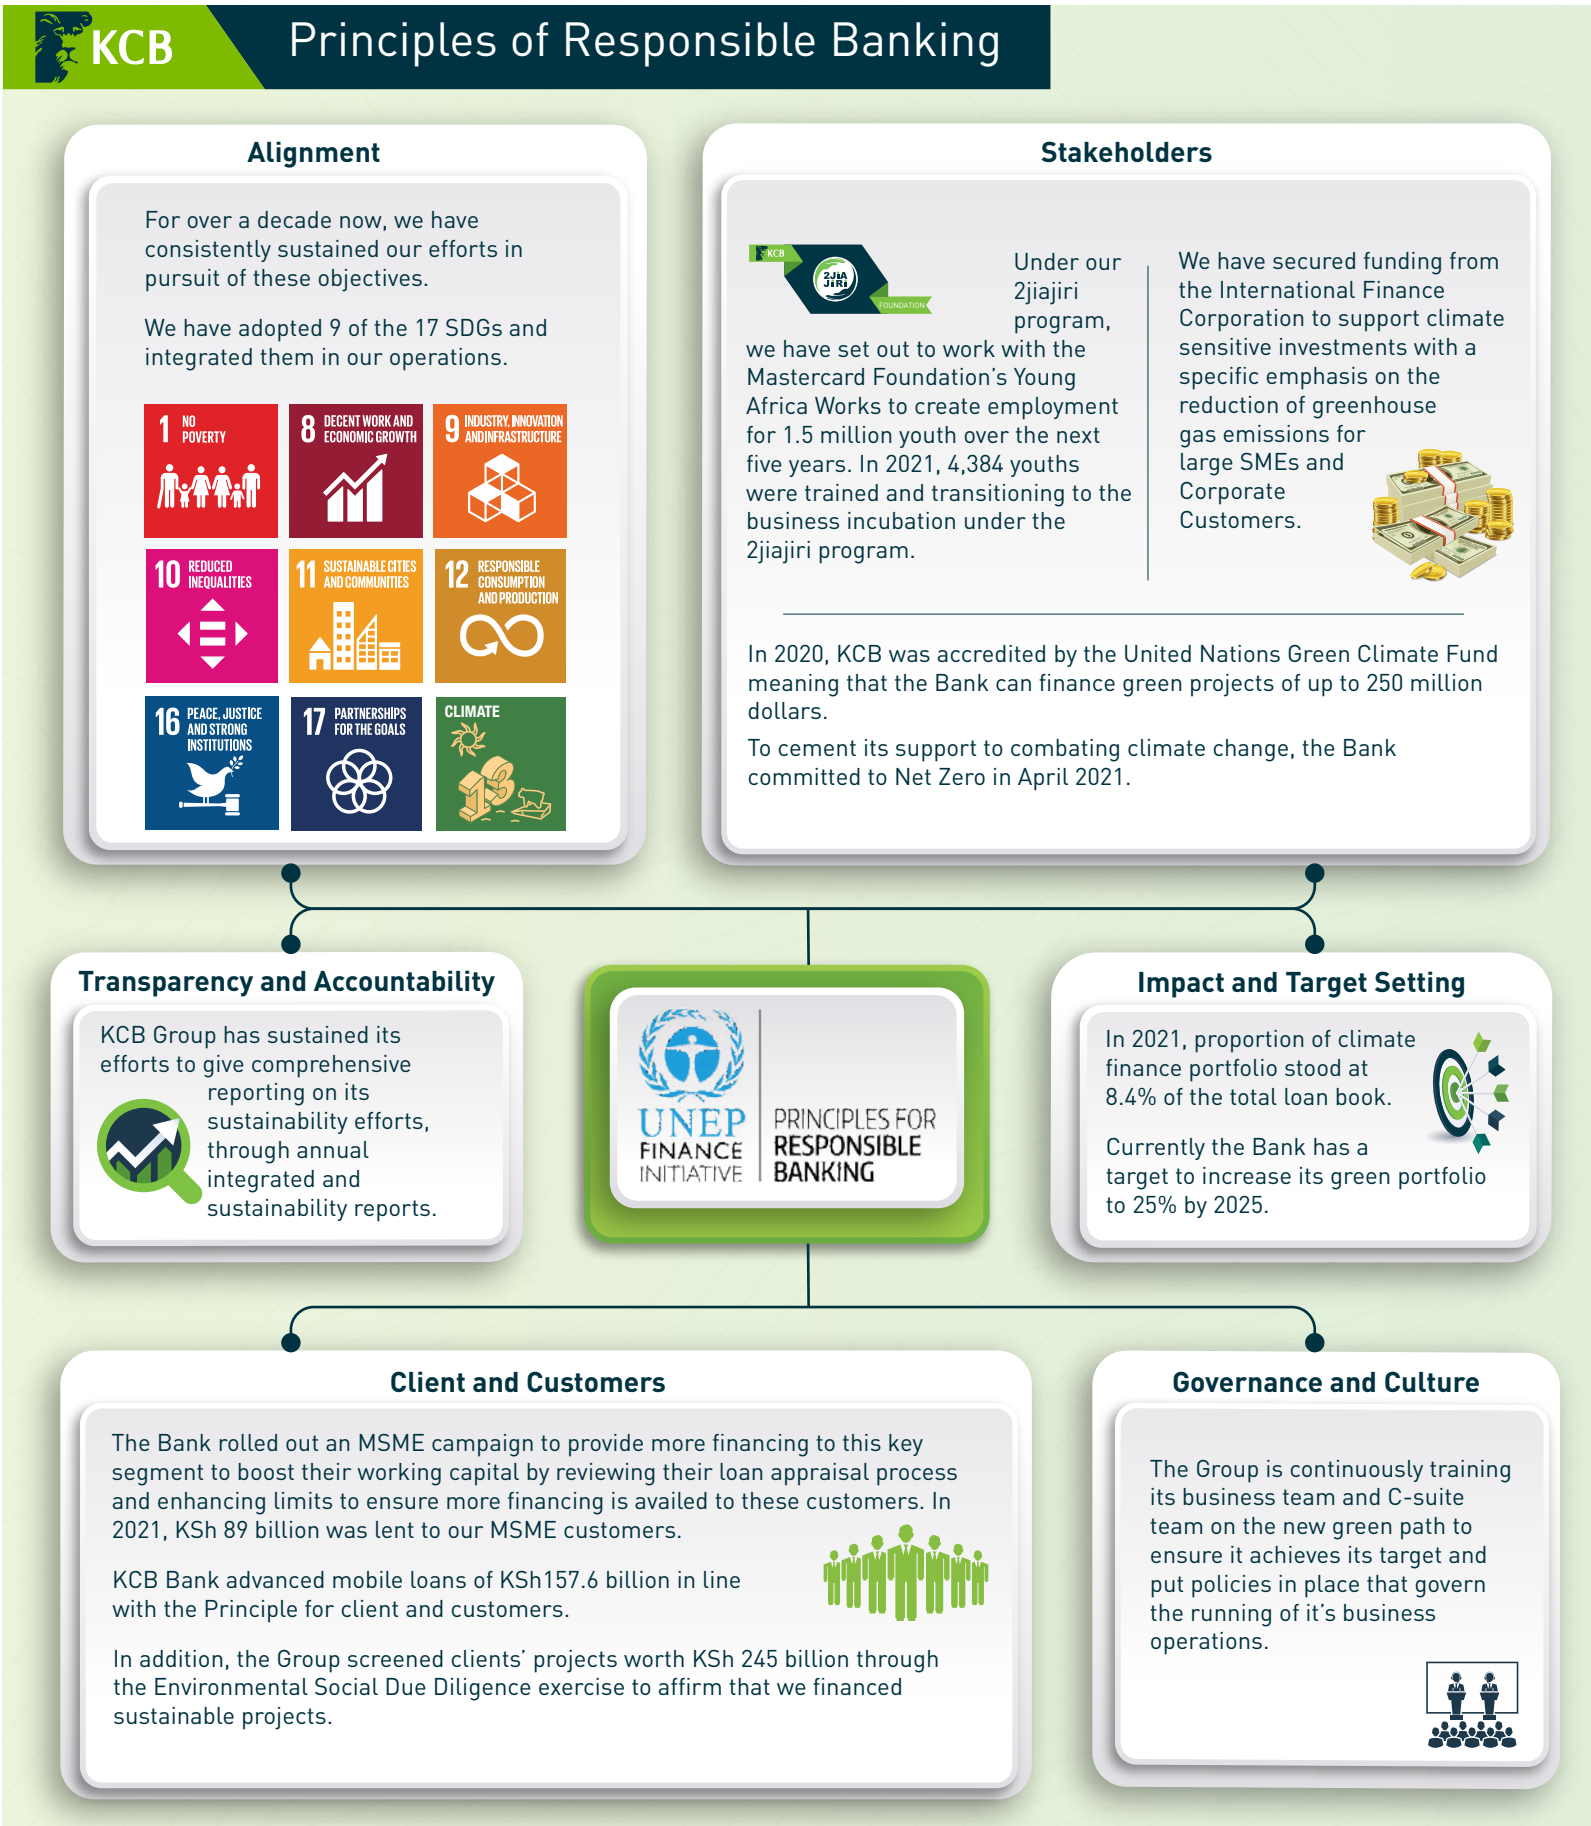 KCB
Principles of Responsible Banking
Alignment
For over a decade now, we have
consistently sustained our efforts in
pursuit of these objectives.
We have adopted 9 of the 17 SDGs and
integrated them in our operations.
1 NO
POVERTY
8 DECENT WORK AND
ECONOMIC GROWTH
9 INDUSTRY, INNOVATION
AND INFRASTRUCTURE
10 REDUCED
INEQUALITIES
11 SUSTAINABLE CITIES
AND COMMUNITIES
12 RESPONSIBLE
CONSUMPTION
AND PRODUCTION
16 PEACE, JUSTICE
AND STRONG
INSTITUTIONS
17 PARTNERSHIPS
FOR THE GOALS
CLIMATE
13
Stakeholders
KCB
2JiA
JiRi
FOUNDATION
Under our
2jiajiri
program,
we have set out to work with the
Mastercard Foundation's Young
Africa Works to create employment
for 1.5 million youth over the next
five years. In 2021, 4,384 youths
were trained and transitioning to the
business incubation under the
2jiajiri program.
We have secured funding from
the International Finance
Corporation to support climate
sensitive investments with a
specific emphasis on the
reduction of greenhouse
gas emissions for
large SMEs and
Corporate
Customers.
In 2020, KCB was accredited by the United Nations Green Climate Fund
meaning that the Bank can finance green projects of up to 250 million
dollars.
To cement its support to combating climate change, the Bank
committed to Net Zero in April 2021.
Transparency and Accountability
KCB Group has sustained its
efforts to give comprehensive
reporting on its
sustainability efforts,
through annual
integrated and
sustainability reports.
UNEP
FINANCE
INITIATIVE
PRINCIPLES FOR
RESPONSIBLE
BANKING
Impact and Target Setting
In 2021, proportion of climate
finance portfolio stood at
8.4% of the total loan book.
Currently the Bank has a
target to increase its green portfolio
to 25% by 2025.
Client and Customers
The Bank rolled out an MSME campaign to provide more financing to this key
segment to boost their working capital by reviewing their loan appraisal process
and enhancing limits to ensure more financing is availed to these customers. In
2021, KSh 89 billion was lent to our MSME customers.
KCB Bank advanced mobile loans of KSh157.6 billion in line
with the Principle for client and customers.
In addition, the Group screened clients' projects worth KSh 245 billion through
the Environmental Social Due Diligence exercise to affirm that we financed
sustainable projects.
Governance and Culture
The Group is continuously training
its business team and C-suite
team on the new green path to
ensure it achieves its target and
put policies in place that govern
the running of it's business
operations.